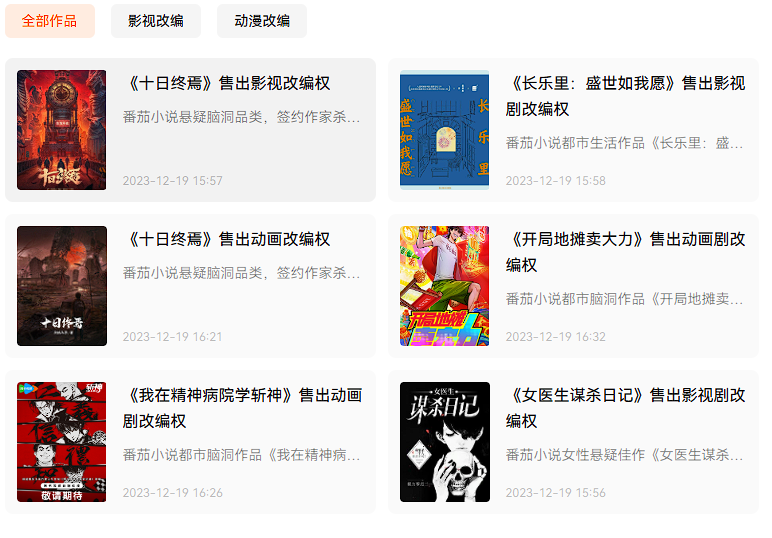 全部作品
影视改编
动漫改编
《十日终焉》售出影视改编权
番茄小说悬疑脑洞品类，签约作家杀…
2023-12-19 15:57
十日终焉
《长乐里：盛世如我愿》售出影视
剧改编权
番茄小说都市生活作品《长乐里：盛…
2023-12-19 15:58
长乐里
盛世如我愿
《十日终焉》售出动画改编权
番茄小说悬疑脑洞品类，签约作家杀…
2023-12-19 16:21
十日终焉
《开局地摊卖大力》售出动画剧改
编权
番茄小说都市脑洞作品《开局地摊卖…
2023-12-19 16:32
开局地摊
卖大力
《我在精神病院学斩神》售出动画
剧改编权
番茄小说都市脑洞作品《我在精神病…
2023-12-19 16:26
斩神
敬请期待
《女医生谋杀日记》售出影视剧改
编权
番茄小说女性悬疑佳作《女医生谋杀…
2023-12-19 15:56
女医生
谋杀日记